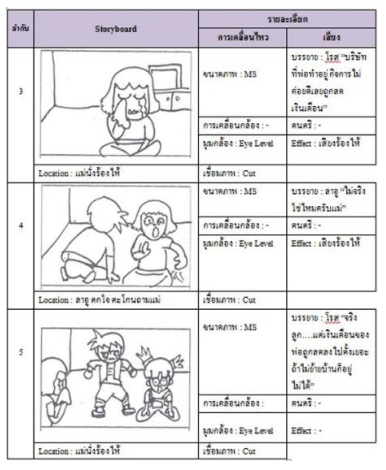 ลำดับ
Storyboard
รายละเอียด
การเคลื่อนไหว
เสียง
3
ขนาดภาพ : MS
บรรยาย : โรส “บริษัท
ที่พ่อทำอยู่ กิจการไม่
ค่อยดีเลยถูกลด
เงินเดือน”
การเคลื่อนกล้อง : -
ดนตรี : -
มุมกล้อง : Eye Level
Effect : เสียงร้องไห้
Location : แม่นั่งร้องไห้
เชื่อมภาพ : Cut
4
ขนาดภาพ : MS
บรรยาย : ลาฐ “ไม่จริง
ใช่ไหมครับแม่”
การเคลื่อนกล้อง : -
ดนตรี : -
มุมกล้อง : Eye Level
Effect : เสียงร้องไห้
Location : ลาฐ ตกใจ ตะโกนถามแม่
เชื่อมภาพ : Cut
5
ขนาดภาพ : MS
บรรยาย : โรส “จริง
ลูก....แต่เงินเดือนของ
พ่อถูกลดลงไปตั้งเยอะ
ถ้าไม่ย้ายบ้านก็อยู่
ไม่ได้”
การเคลื่อนกล้อง :
ดนตรี : -
มุมกล้อง : Eye Level
Effect : -
Location : แม่นั่งร้องไห้
เชื่อมภาพ : Cut